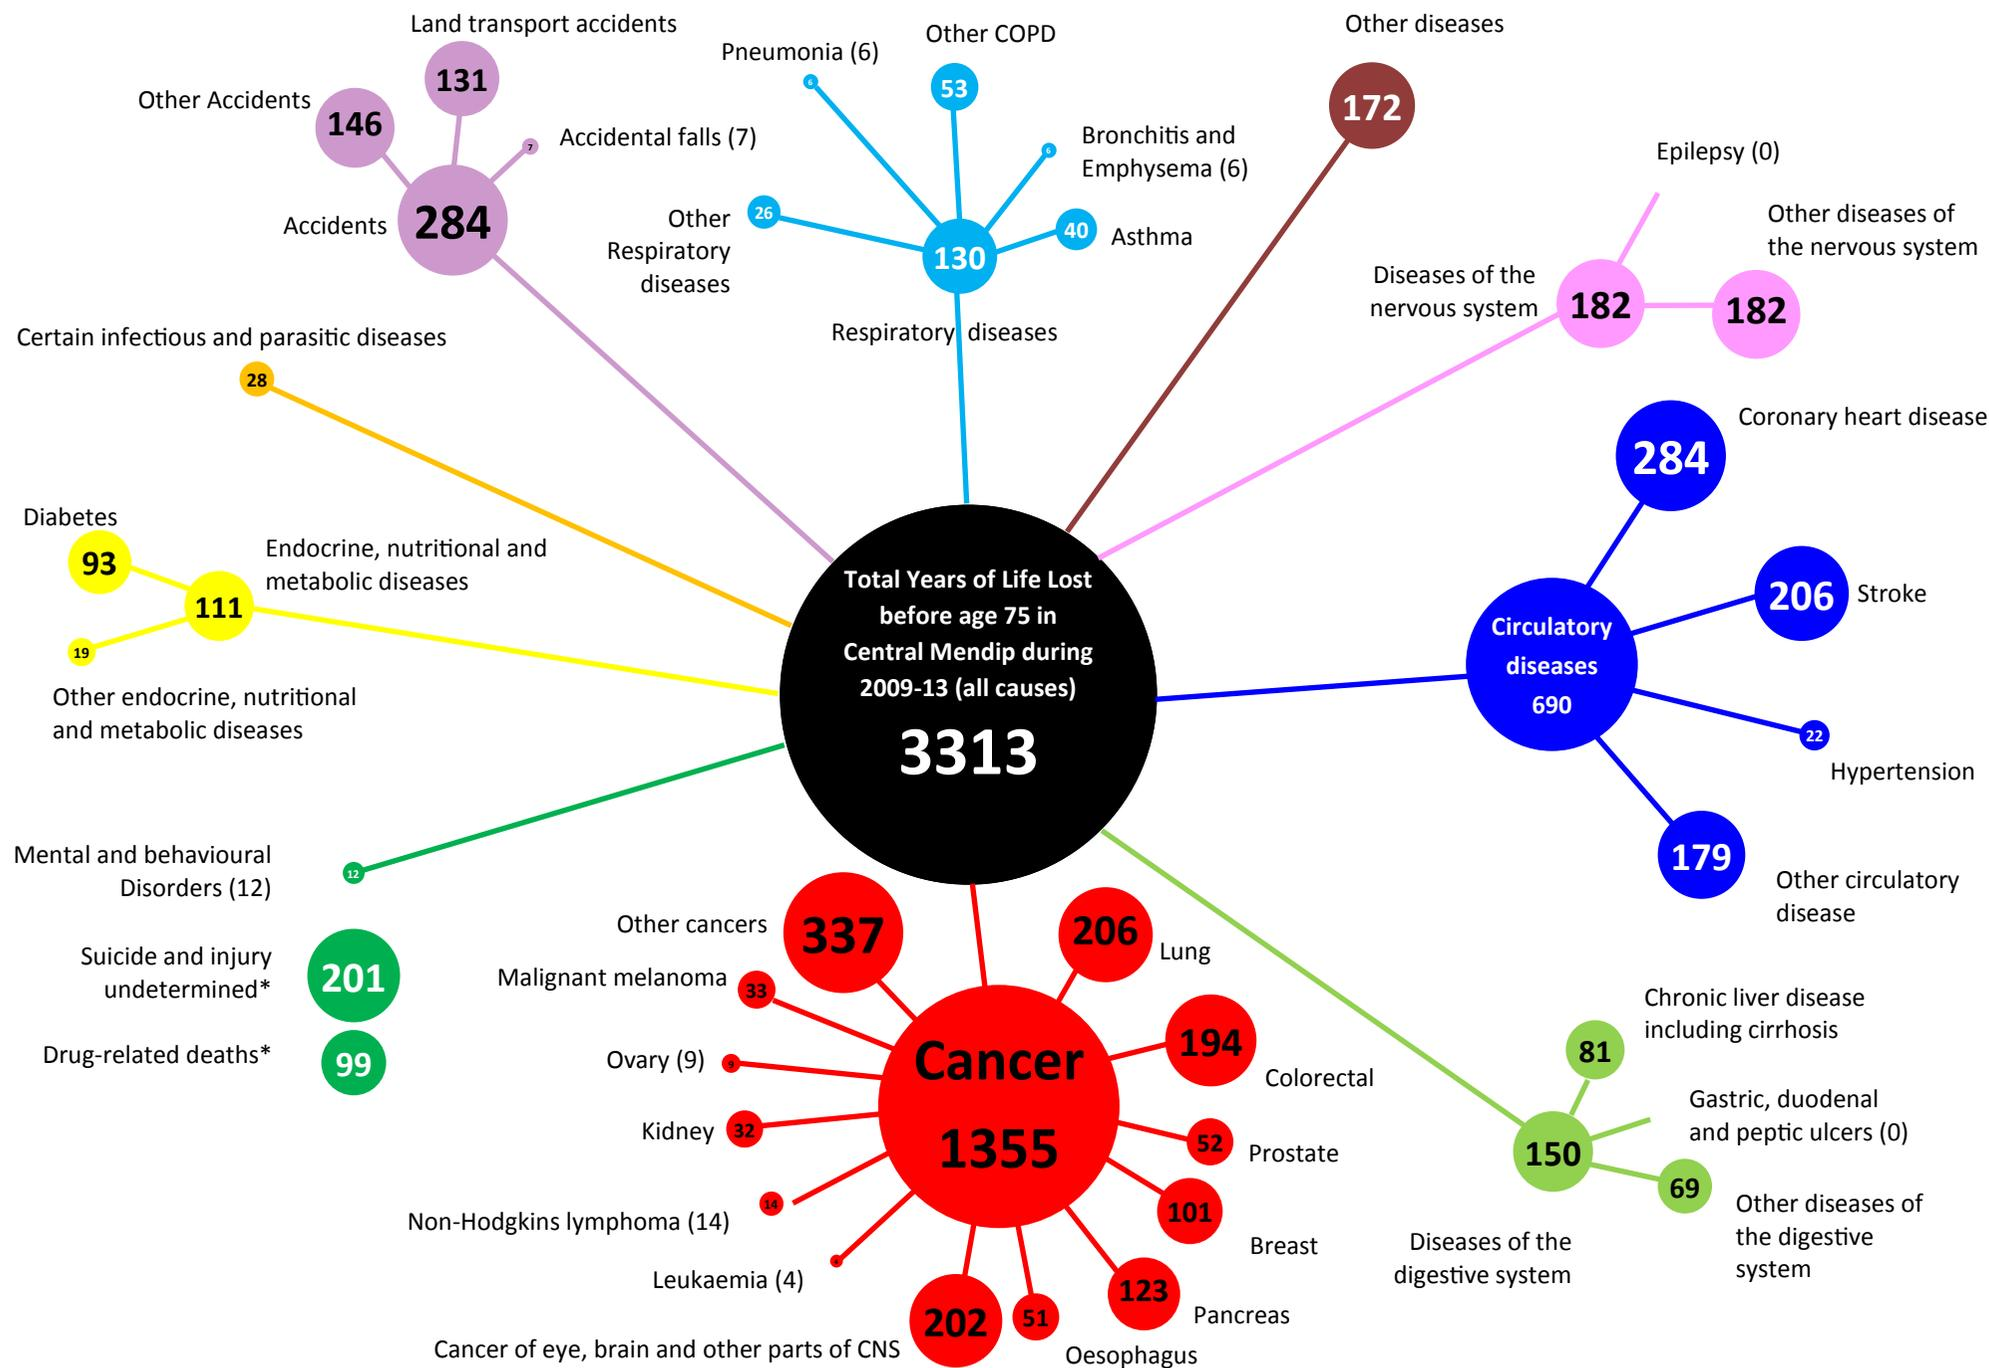 Land transport accidents
131
Other Accidents
146
Accidental falls (7)
7
Accidents
284
Pneumonia (6)
6
Other COPD
53
Bronchitis and
Emphysema (6)
6
Other
Respiratory
diseases
26
40
Asthma
130
Respiratory diseases
Other diseases
172
Epilepsy (0)
Other diseases of
the nervous system
Diseases of the
nervous system
182
182
Certain infectious and parasitic diseases
28
Coronary heart disease
284
Diabetes
93
Endocrine, nutritional and
metabolic diseases
111
19
Other endocrine, nutritional
and metabolic diseases
Total Years of Life Lost
before age 75 in
Central Mendip during
2009-13 (all causes)
3313
206
Stroke
Circulatory
diseases
690
22
Hypertension
179
Other circulatory
disease
Mental and behavioural
Disorders (12)
12
Suicide and injury
undetermined*
201
Drug-related deaths*
99
Other cancers
337
206
Lung
Malignant melanoma
33
194
Colorectal
Ovary (9)
9
Cancer
1355
Kidney
32
52
Prostate
14
Non-Hodgkins lymphoma (14)
101
Breast
Leukaemia (4)
123
Pancreas
202
Cancer of eye, brain and other parts of CNS
51
Oesophagus
Chronic liver disease
including cirrhosis
81
Gastric, duodenal
and peptic ulcers (0)
150
69
Other diseases of
the digestive
system
Diseases of the
digestive system